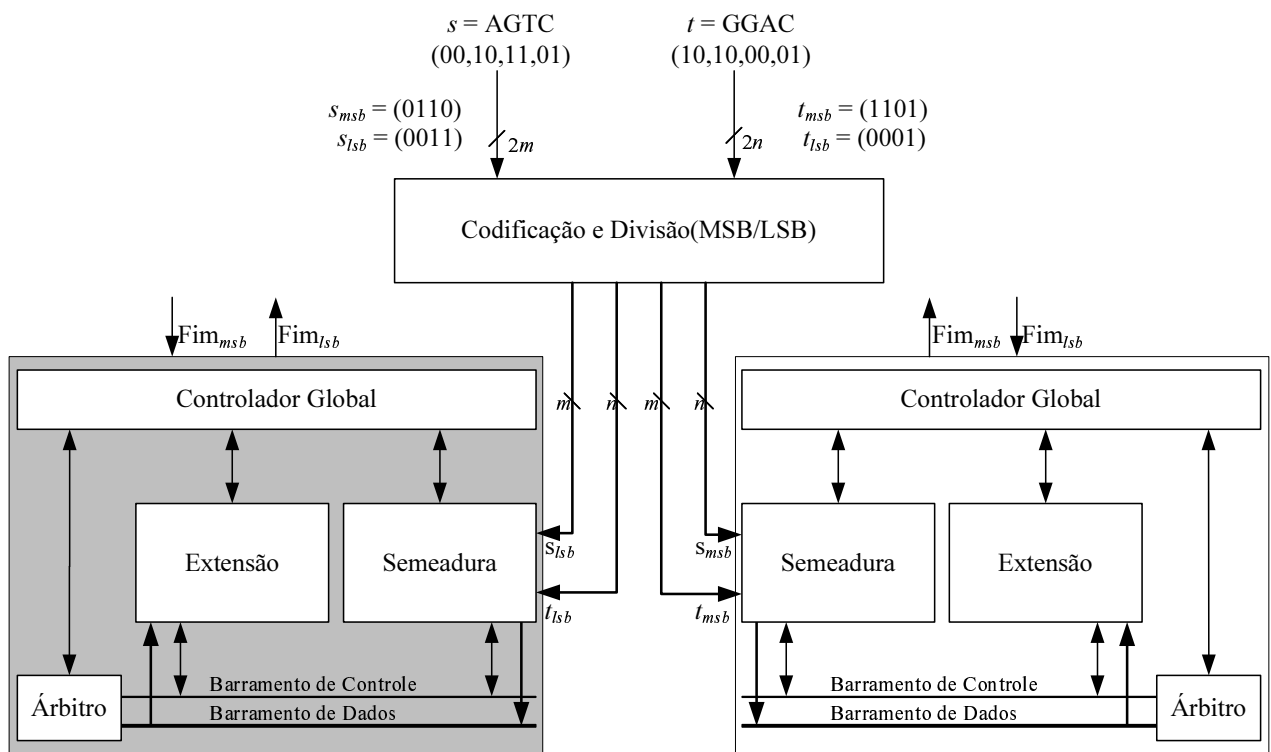 s = AGTC
(00,10,11,01)
t = GGAC
(10,10,00,01)
s_msb = (0110)
s_lsb = (0011)
2m
t_msb = (1101)
t_lsb = (0001)
2n
Codificação e Divisão(MSB/LSB)
Fim_msb
Fim_lsb
Fim_msb
Fim_lsb
Controlador Global
m
n
m
n
Controlador Global
Extensão
Semeadura
s_lsb
t_lsb
s_msb
t_msb
Semeadura
Extensão
Árbitro
Barramento de Controle
Barramento de Dados
Barramento de Controle
Barramento de Dados
Árbitro